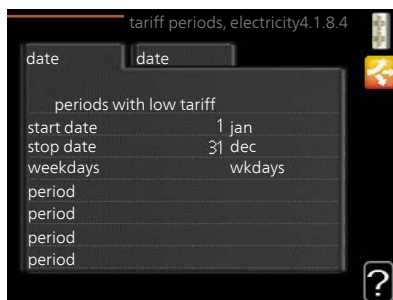 tariff periods, electricity4.1.8.4
date date
periods with low tariff
start date 1 jan
stop date 31 dec
weekdays wkdays
period
period
period
period
?